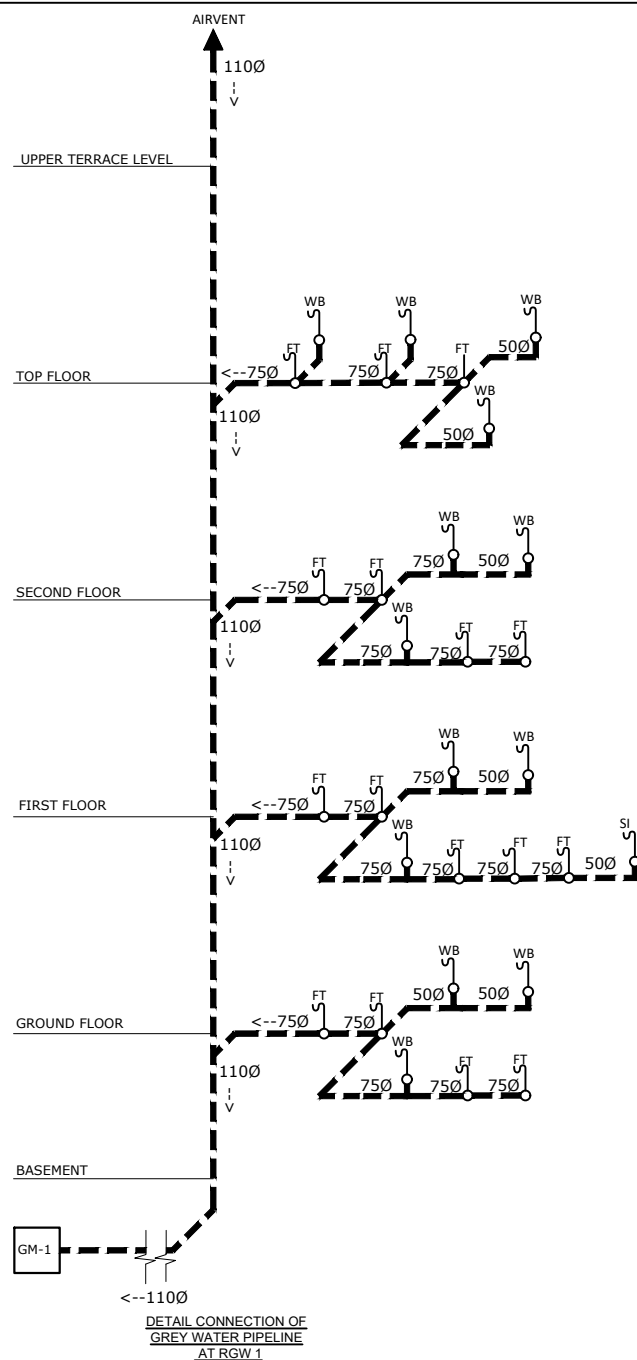 AIRVENT
110Ø
UPPER TERRACE LEVEL
WB WB WB
50Ø
FT FT FT
<--75Ø 75Ø 75Ø
TOP FLOOR
WB
110Ø
50Ø
WB WB
75Ø 50Ø
FT FT
<--75Ø 75Ø
SECOND FLOOR
WB FT FT
110Ø
75Ø 75Ø 75Ø
WB WB
75Ø 50Ø
FT FT
<--75Ø 75Ø
FIRST FLOOR
WB FT FT FT SI
110Ø
75Ø 75Ø 75Ø 75Ø 50Ø
WB WB
50Ø 50Ø
FT FT
<--75Ø 75Ø
GROUND FLOOR
WB FT FT
110Ø
75Ø 75Ø 75Ø
BASEMENT
GM-1
<--110Ø
DETAIL CONNECTION OF
GREY WATER PIPELINE
AT RGW 1